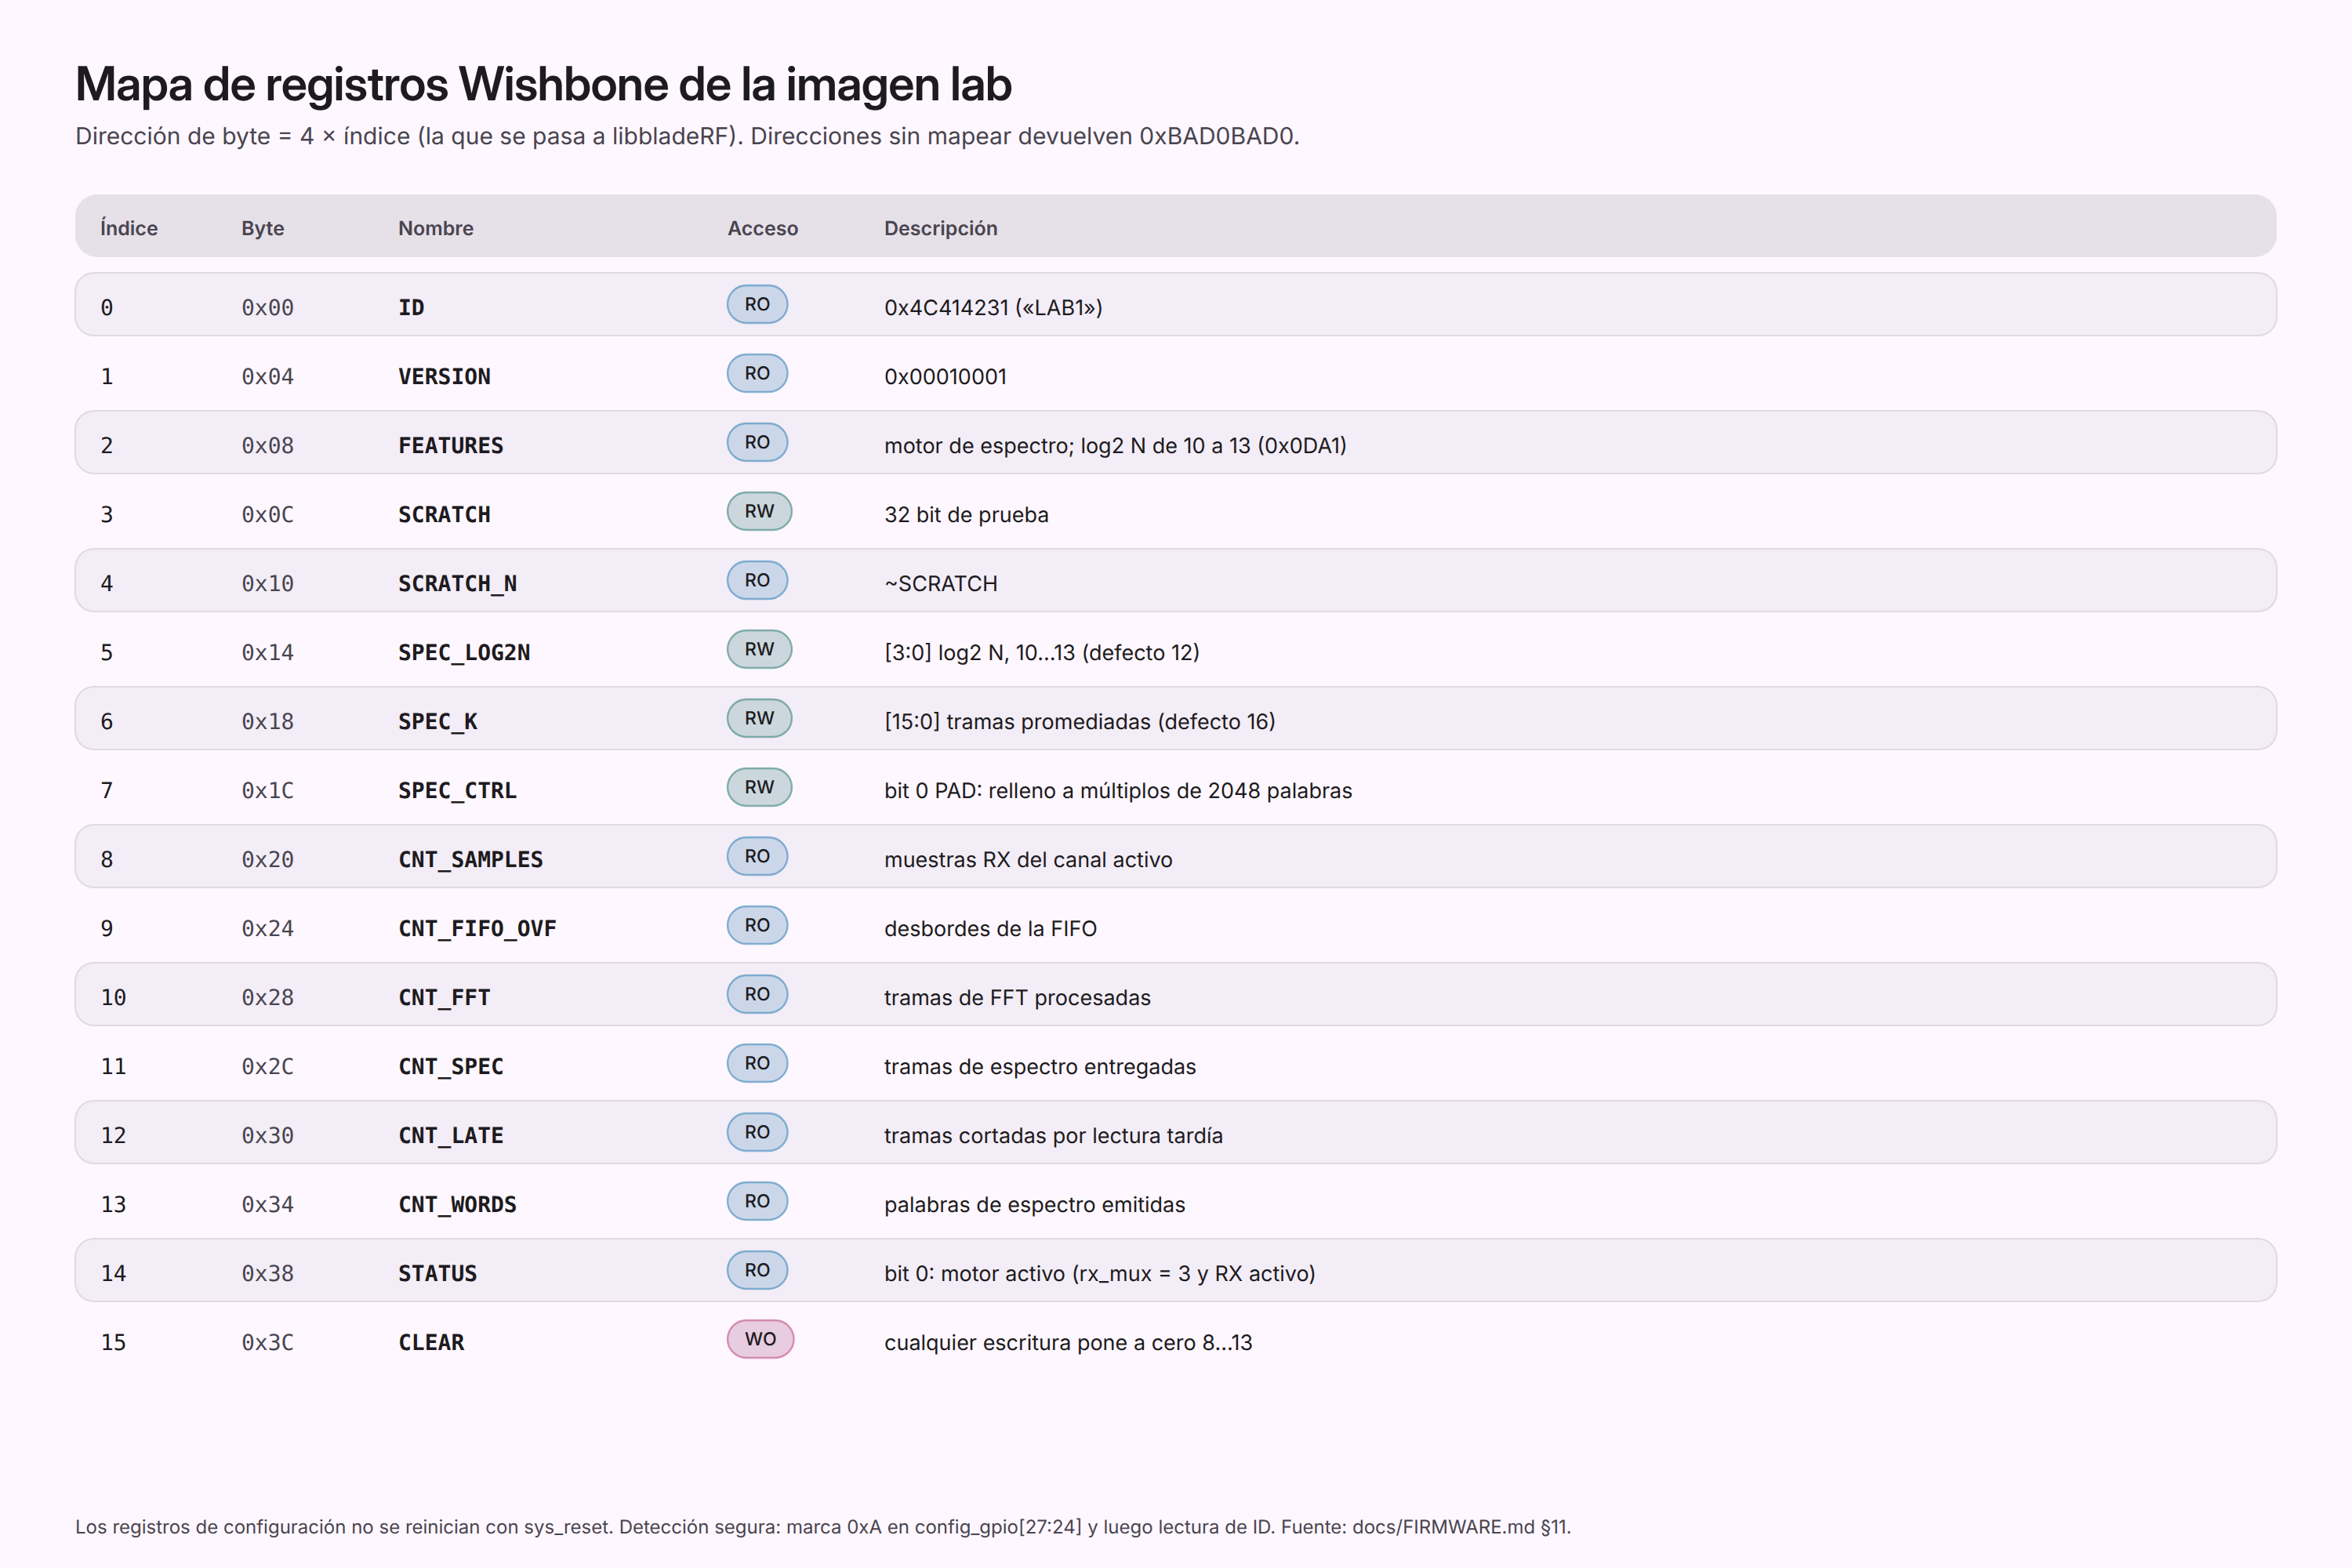 Mapa de registros Wishbone de la imagen lab
Dirección de byte = 4 × índice (la que se pasa a libbladeRF). Direcciones sin mapear devuelven 0xBAD0BAD0.
Índice Byte Nombre Acceso Descripción
0 0x00 ID RO 0x4C414231 («LAB1»)
1 0x04 VERSION RO 0x00010001
2 0x08 FEATURES RO motor de espectro; log2 N de 10 a 13 (0x0DA1)
3 0x0C SCRATCH RW 32 bit de prueba
4 0x10 SCRATCH_N RO ~SCRATCH
5 0x14 SPEC_LOG2N RW [3:0] log2 N, 10…13 (defecto 12)
6 0x18 SPEC_K RW [15:0] tramas promediadas (defecto 16)
7 0x1C SPEC_CTRL RW bit 0 PAD: relleno a múltiplos de 2048 palabras
8 0x20 CNT_SAMPLES RO muestras RX del canal activo
9 0x24 CNT_FIFO_OVF RO desbordes de la FIFO
10 0x28 CNT_FFT RO tramas de FFT procesadas
11 0x2C CNT_SPEC RO tramas de espectro entregadas
12 0x30 CNT_LATE RO tramas cortadas por lectura tardía
13 0x34 CNT_WORDS RO palabras de espectro emitidas
14 0x38 STATUS RO bit 0: motor activo (rx_mux = 3 y RX activo)
15 0x3C CLEAR WO cualquier escritura pone a cero 8…13
Los registros de configuración no se reinician con sys_reset. Detección segura: marca 0xA en config_gpio[27:24] y luego lectura de ID. Fuente: docs/FIRMWARE.md §11.